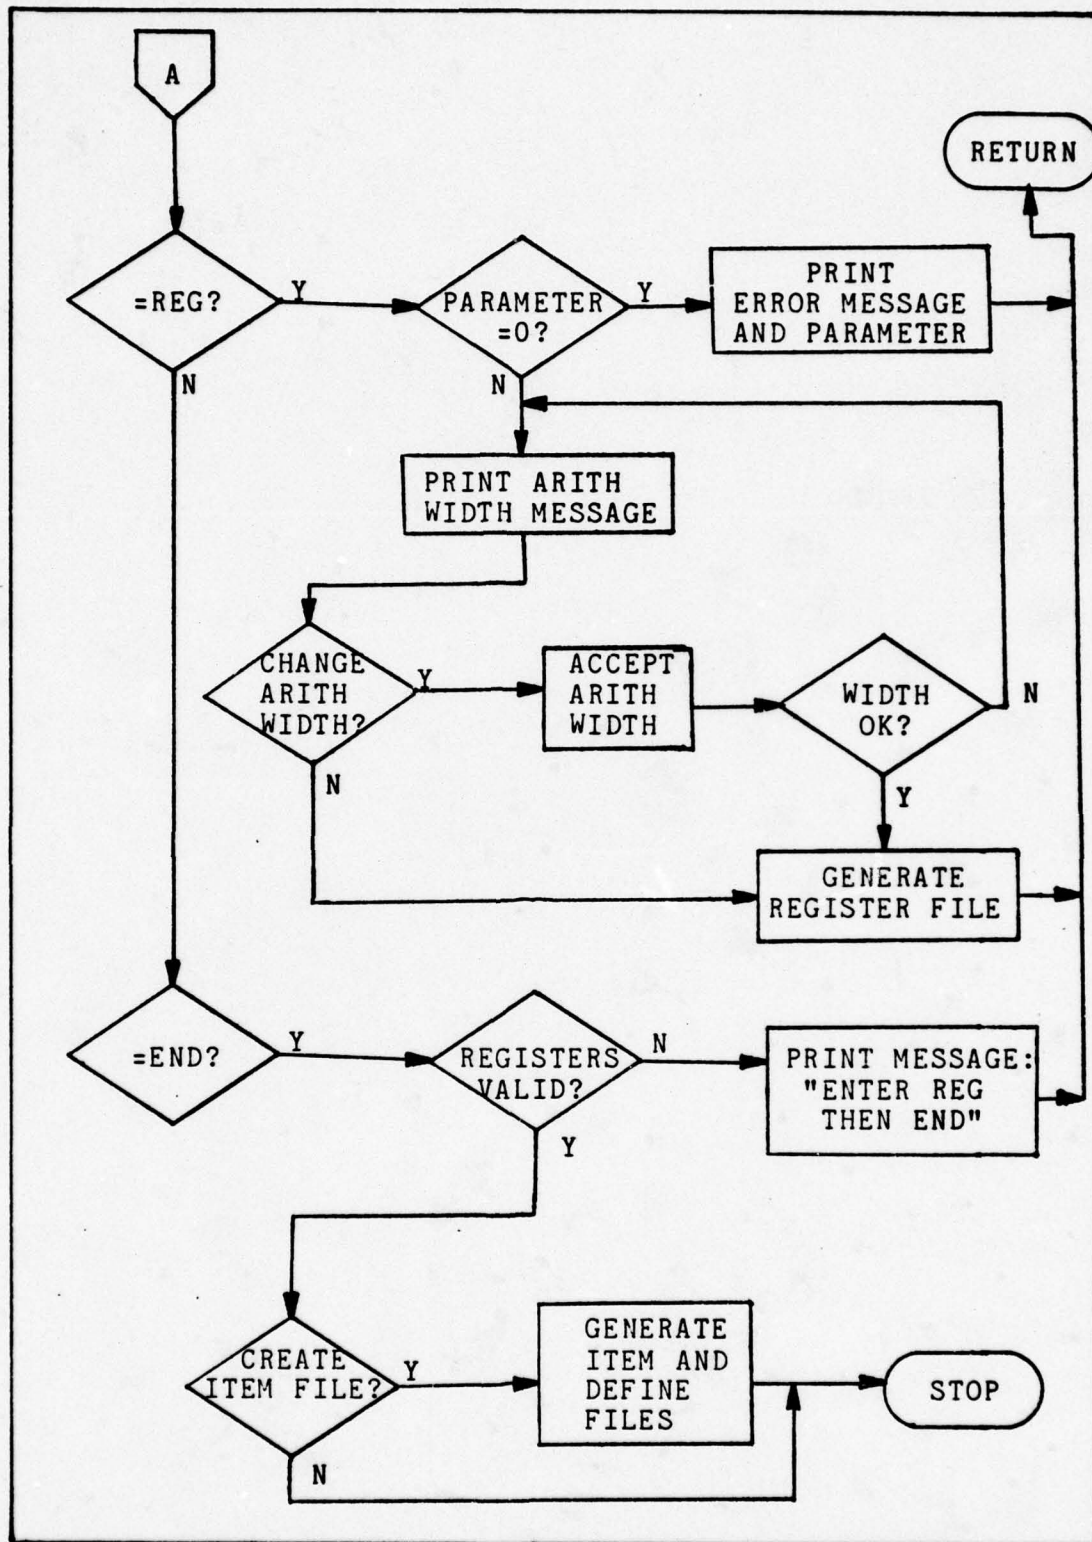 A
RETURN
=REG?
Y
PARAMETER
=0?
Y
PRINT
ERROR MESSAGE
AND PARAMETER
N
N
PRINT ARITH
WIDTH MESSAGE
CHANGE
ARITH
WIDTH?
Y
ACCEPT
ARITH
WIDTH
WIDTH
OK?
N
N
Y
GENERATE
REGISTER FILE
=END?
Y
REGISTERS
VALID?
N
PRINT MESSAGE:
"ENTER REG
THEN END"
Y
CREATE
ITEM FILE?
Y
GENERATE
ITEM AND
DEFINE
FILES
STOP
N